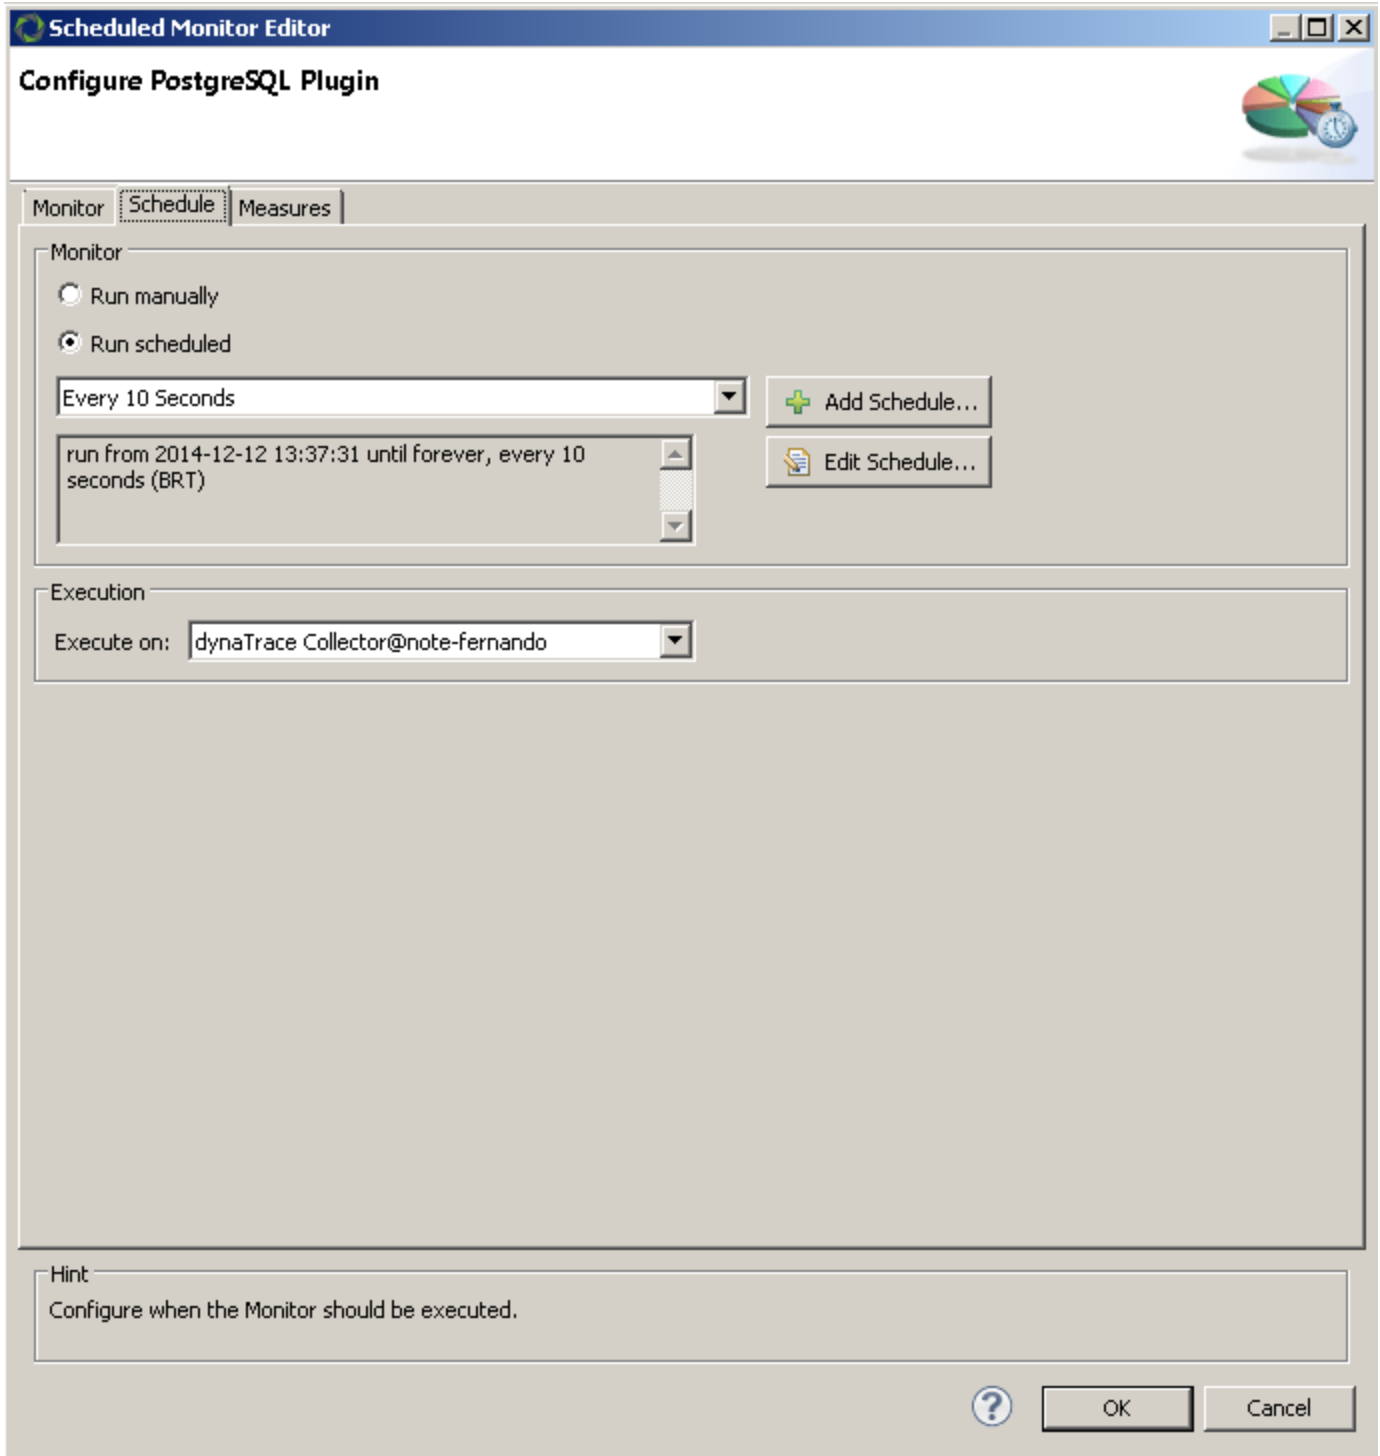 Scheduled Monitor Editor
Configure PostgreSQL Plugin
Monitor Schedule Measures
Monitor
Run manually
Run scheduled
Every 10 Seconds
Add Schedule...
run from 2014-12-12 13:37:31 until forever, every 10
seconds (BRT)
Edit Schedule...
Execution
Execute on: dynaTrace Collector@note-fernando
Hint
Configure when the Monitor should be executed.
? OK Cancel